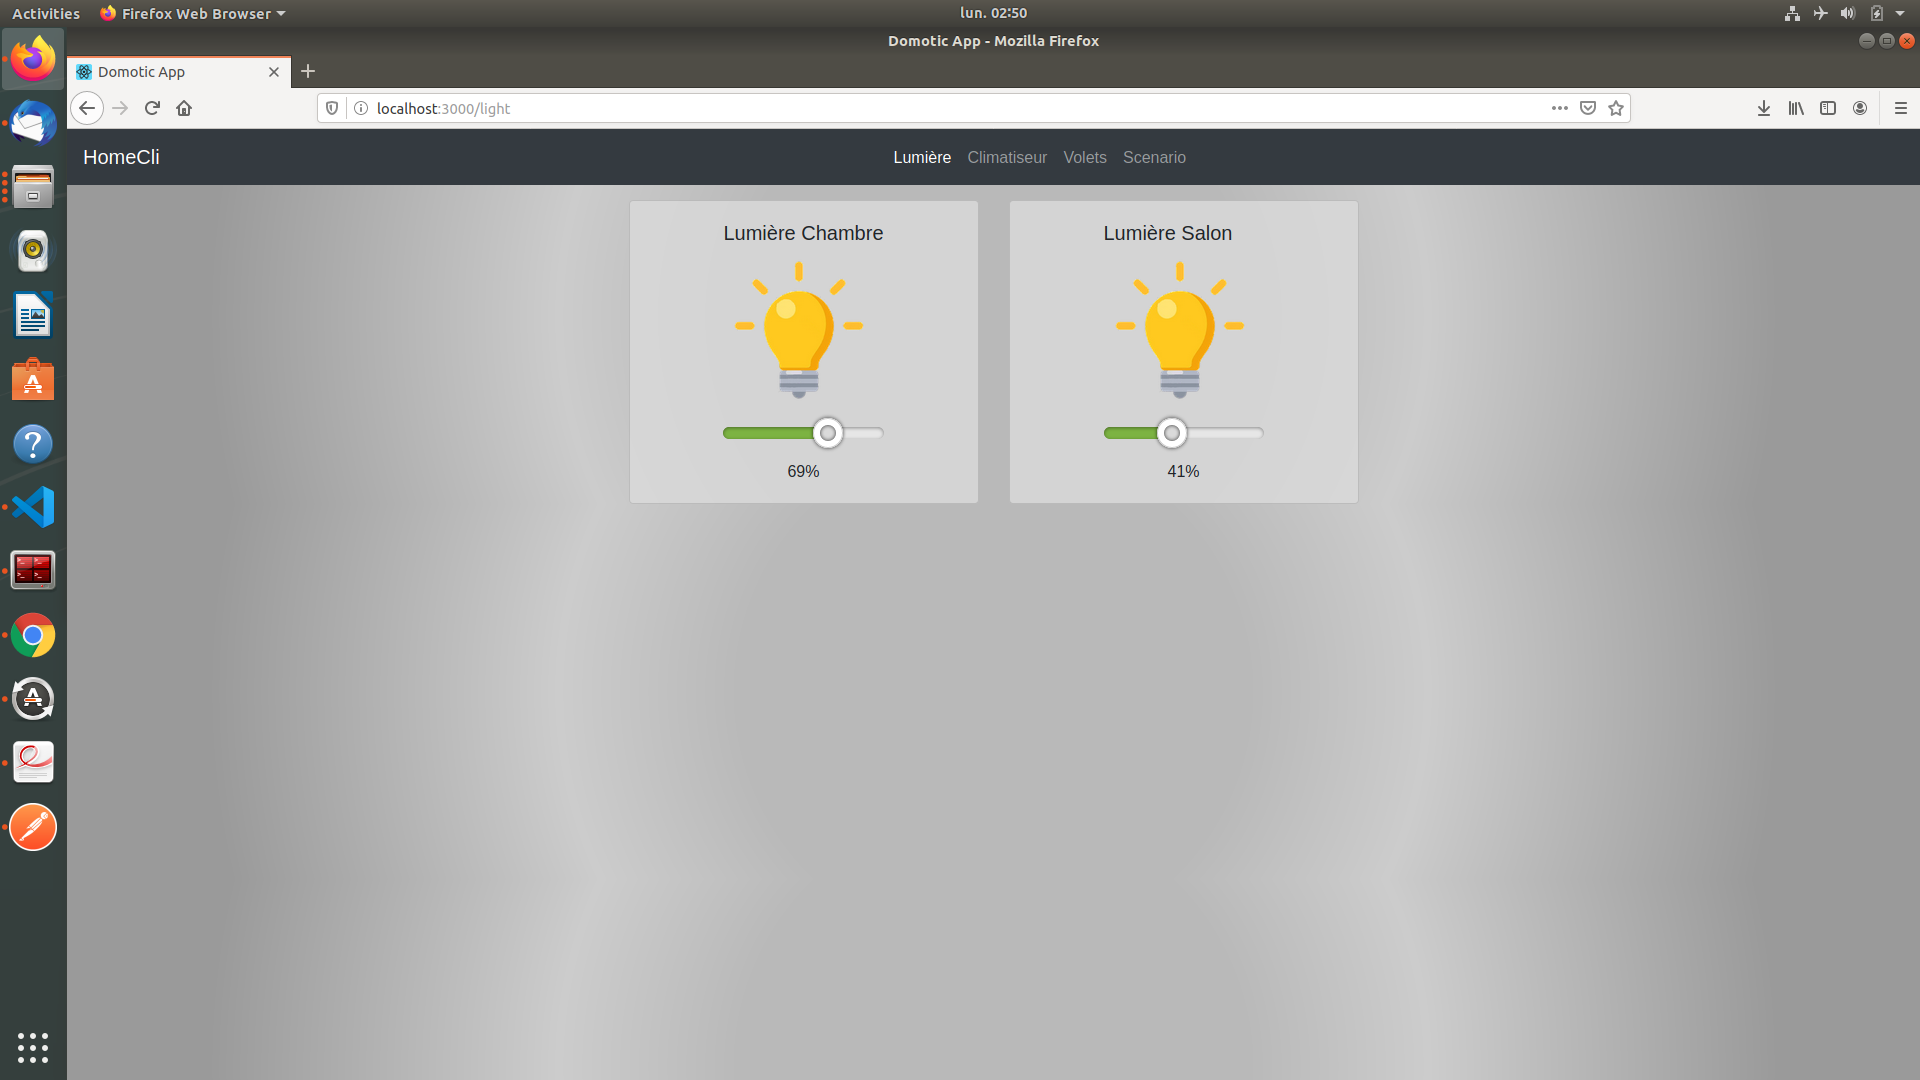 Activities Firefox Web Browser lun. 02:50
Domotic App - Mozilla Firefox
Domotic App
localhost:3000/light
HomeCli Lumière Climatiseur Volets Scenario
Lumière Chambre
69%
Lumière Salon
41%